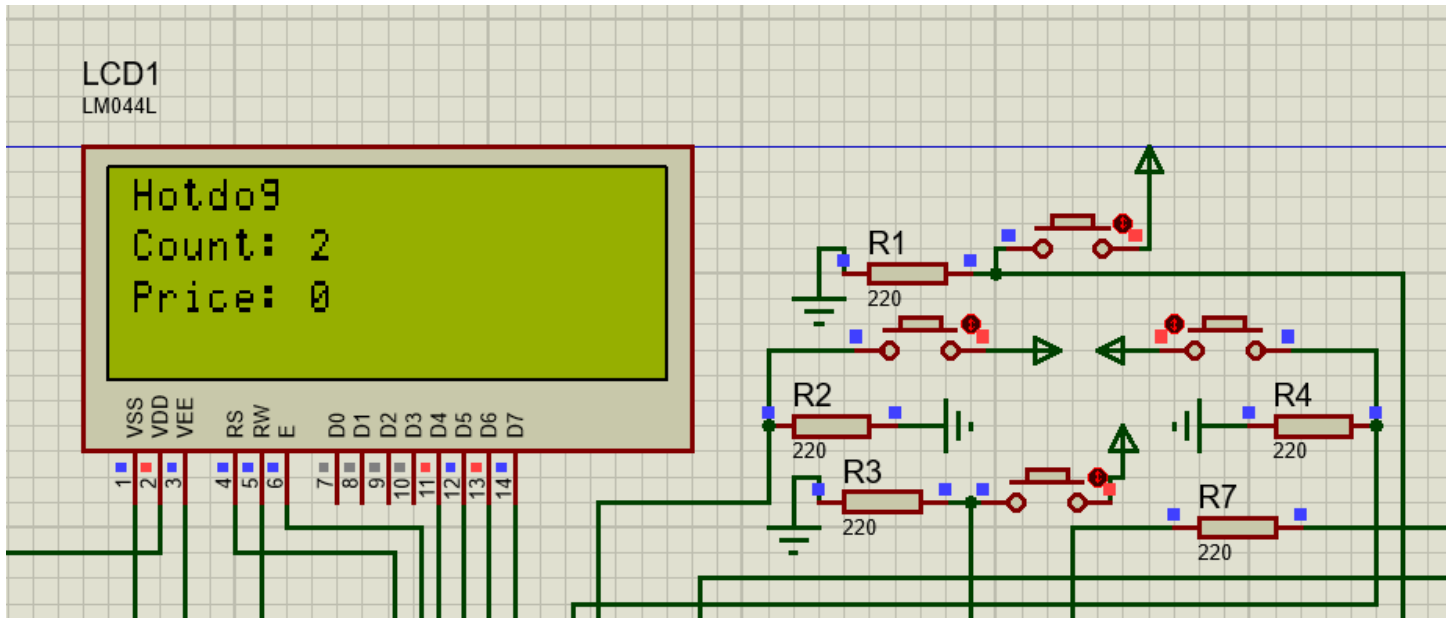 LCD1
LM044L
Hotdog
Count: 2
Price: 0
VSS
VDD
VEE
RS
RW
E
D0
D1
D2
D3
D4
D5
D6
D7
1
2
3
4
5
6
7
8
9
10
11
12
13
14
R1
220
R2
220
R4
220
R3
220
R7
220